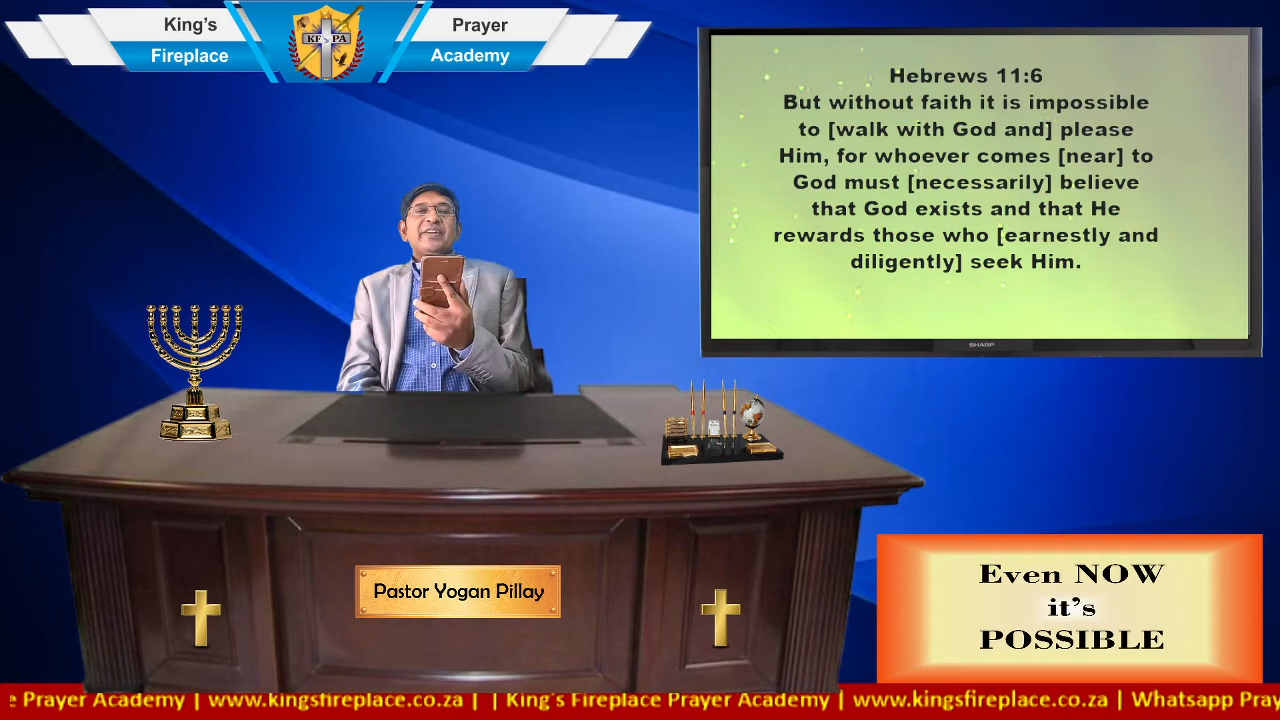 King's Prayer
Fireplace Academy
KF PA
Hebrews 11:6
But without faith it is impossible
to [walk with God and] please
Him, for whoever comes [near] to
God must [necessarily] believe
that God exists and that He
rewards those who [earnestly and
diligently] seek Him.
SHARP
Pastor Yogan Pillay
Even NOW
it's
POSSIBLE
e Prayer Academy | www.kingsfireplace.co.za | | King's Fireplace Prayer Academy | www.kingsfireplace.co.za | Whatsapp Pray